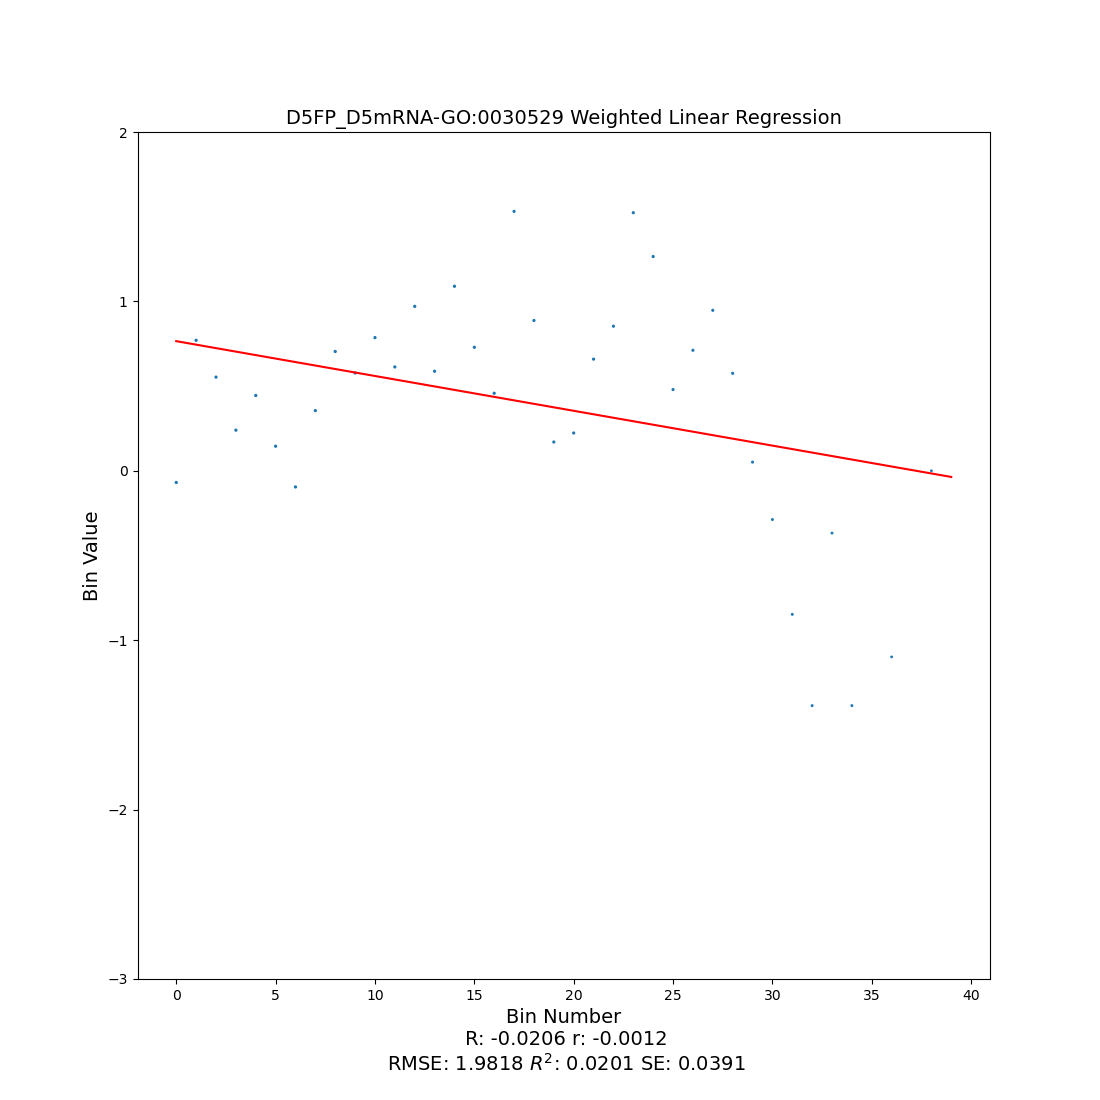 D5FP_D5mRNA-GO:0030529 Weighted Linear Regression
2
1
0
−1
−2
−3
Bin Value
0 5 10 15 20 25 30 35 40
Bin Number
R: -0.0206 r: -0.0012
RMSE: 1.9818 R²: 0.0201 SE: 0.0391